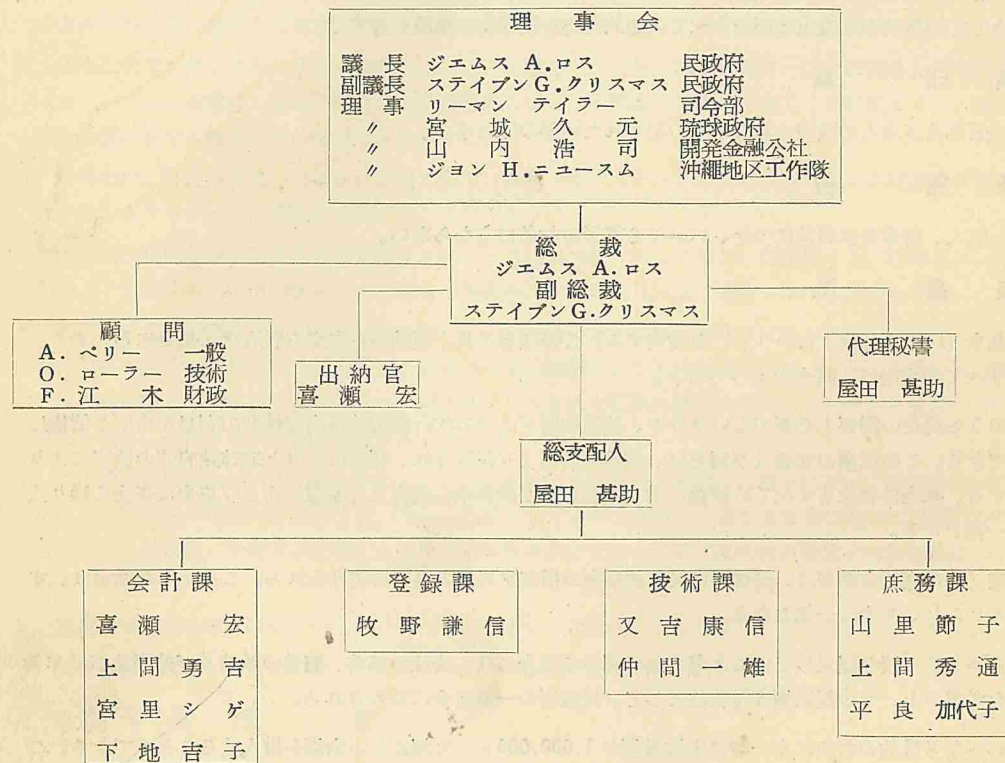 理事会
議長 ジエムス A.ロス 民政府
副議長 ステイブンG.クリスマス 民政府
理事 リーマン テイラー 司令部
〃 宮城久元 琉球政府
〃 山内浩司 開発金融公社
〃 ジヨン H.ニユースム 沖縄地区工作隊
総裁
ジエムス A.ロス
副総裁
ステイブンG.クリスマス
顧問
A. ペリー 一般
O. ローラー 技術
F. 江木 財政
出納官
喜瀬 宏
代理秘書
屋田 甚助
総支配人
屋田 甚助
会計課
喜瀬 宏
上間勇吉
宮里シゲ
下地吉子
登録課
牧野謙信
技術課
又吉康信
仲間一雄
庶務課
山里節子
上間秀通
平良加代子